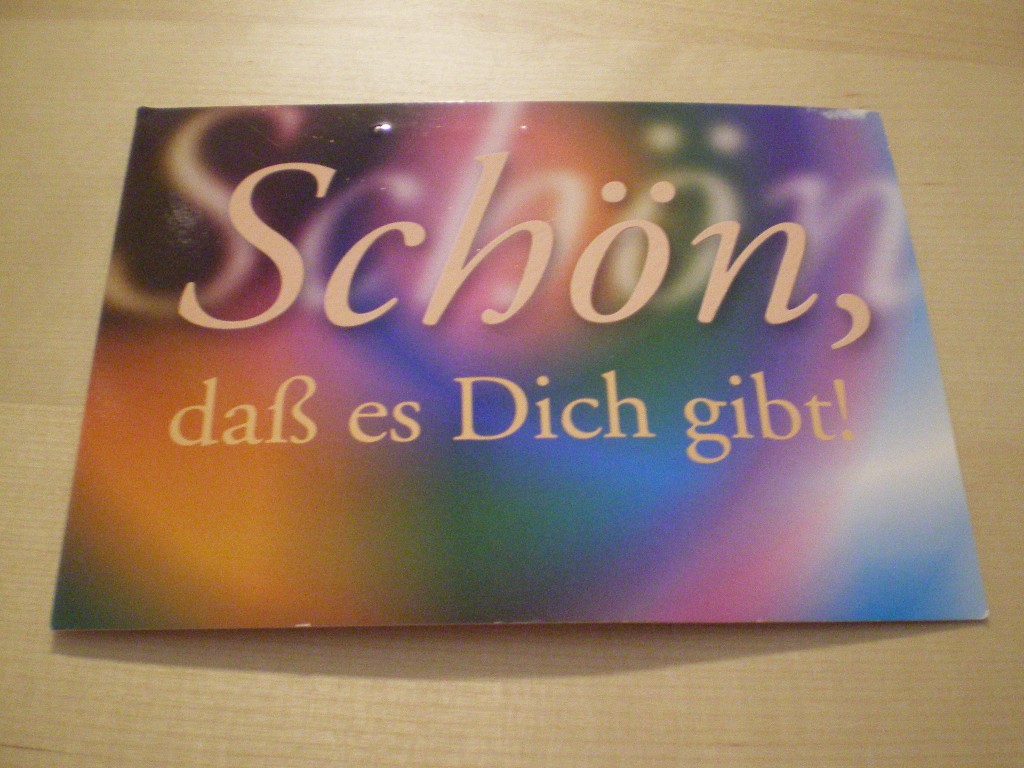 Schön,
daß es Dich gibt!